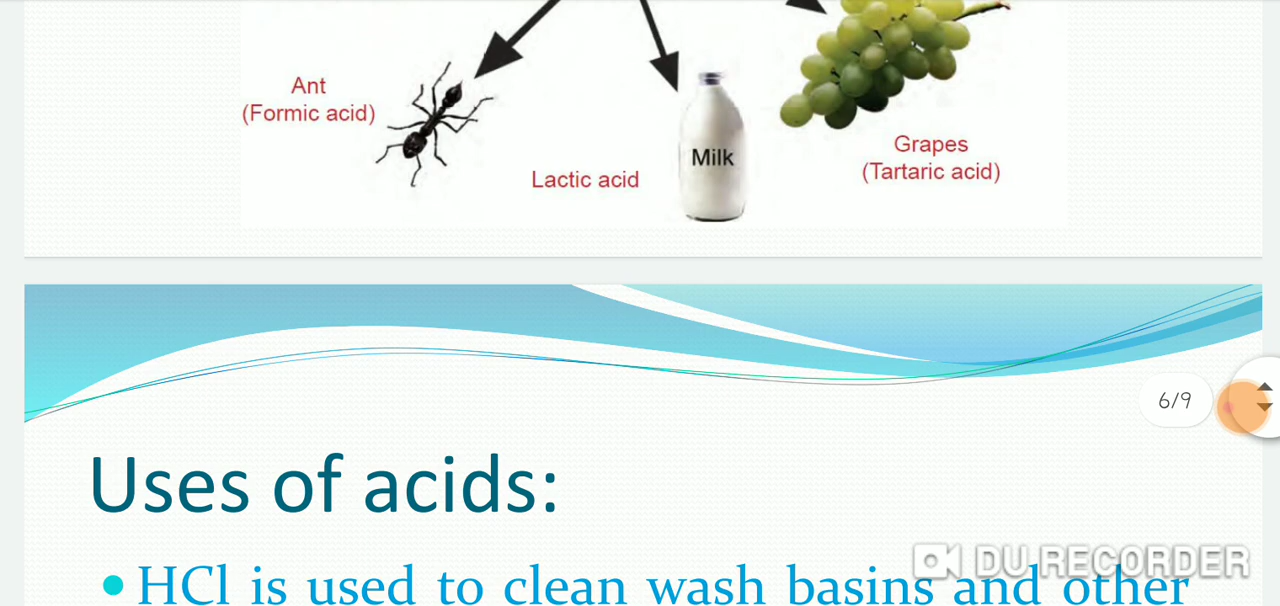 Ant
(Formic acid)
Milk
Lactic acid
Grapes
(Tartaric acid)
6/9
Uses of acids:
HCl is used to clean wash basins and other
DU RECORDER